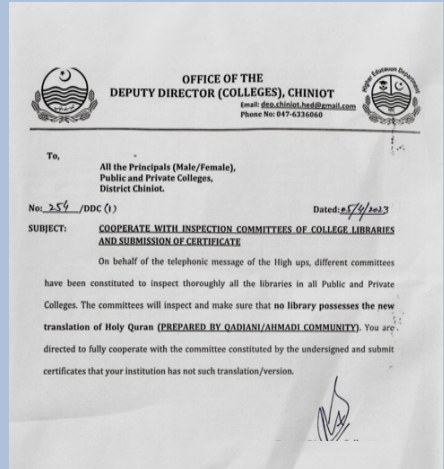 OFFICE OF THE
DEPUTY DIRECTOR (COLLEGES), CHINIOT
Email: deo.chiniot.hed@gmail.com
Phone No: 047-6336060
Higher Education Department
To,
All the Principals (Male/Female),
Public and Private Colleges,
District Chiniot.
No: 254 /DDC (1) Dated: 05/4/2023
SUBJECT: COOPERATE WITH INSPECTION COMMITTEES OF COLLEGE LIBRARIES
AND SUBMISSION OF CERTIFICATE
On behalf of the telephonic message of the High ups, different committees
have been constituted to inspect thoroughly all the libraries in all Public and Private
Colleges. The committees will inspect and make sure that no library possesses the new
translation of Holy Quran (PREPARED BY QADIANI/AHMADI COMMUNITY). You are
directed to fully cooperate with the committee constituted by the undersigned and submit
certificates that your institution has not such translation/version.